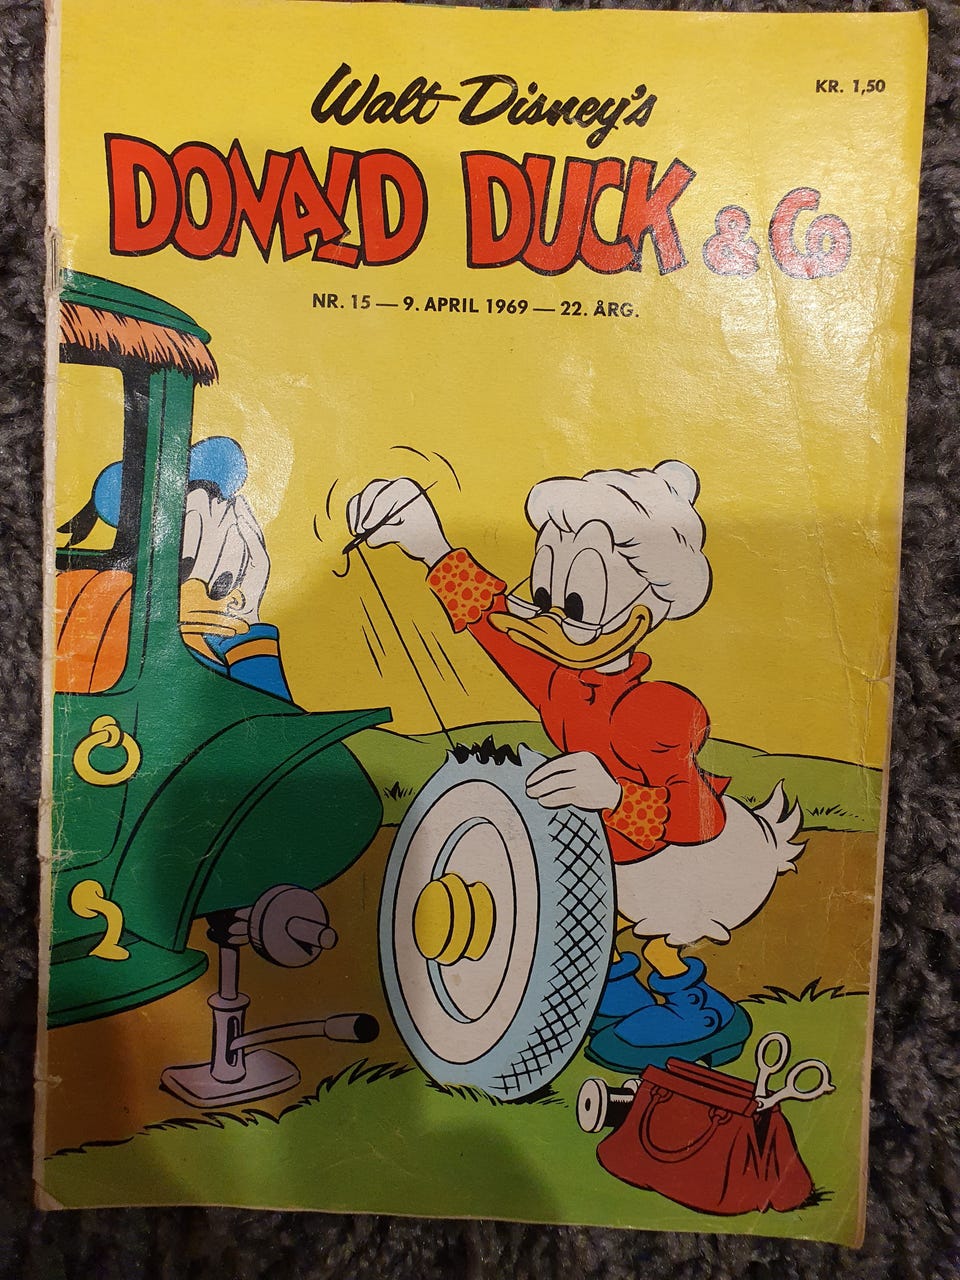 KR. 1,50
Walt Disney's
DONALD DUCK & Co
NR. 15 — 9. APRIL 1969 — 22. ÅRG.